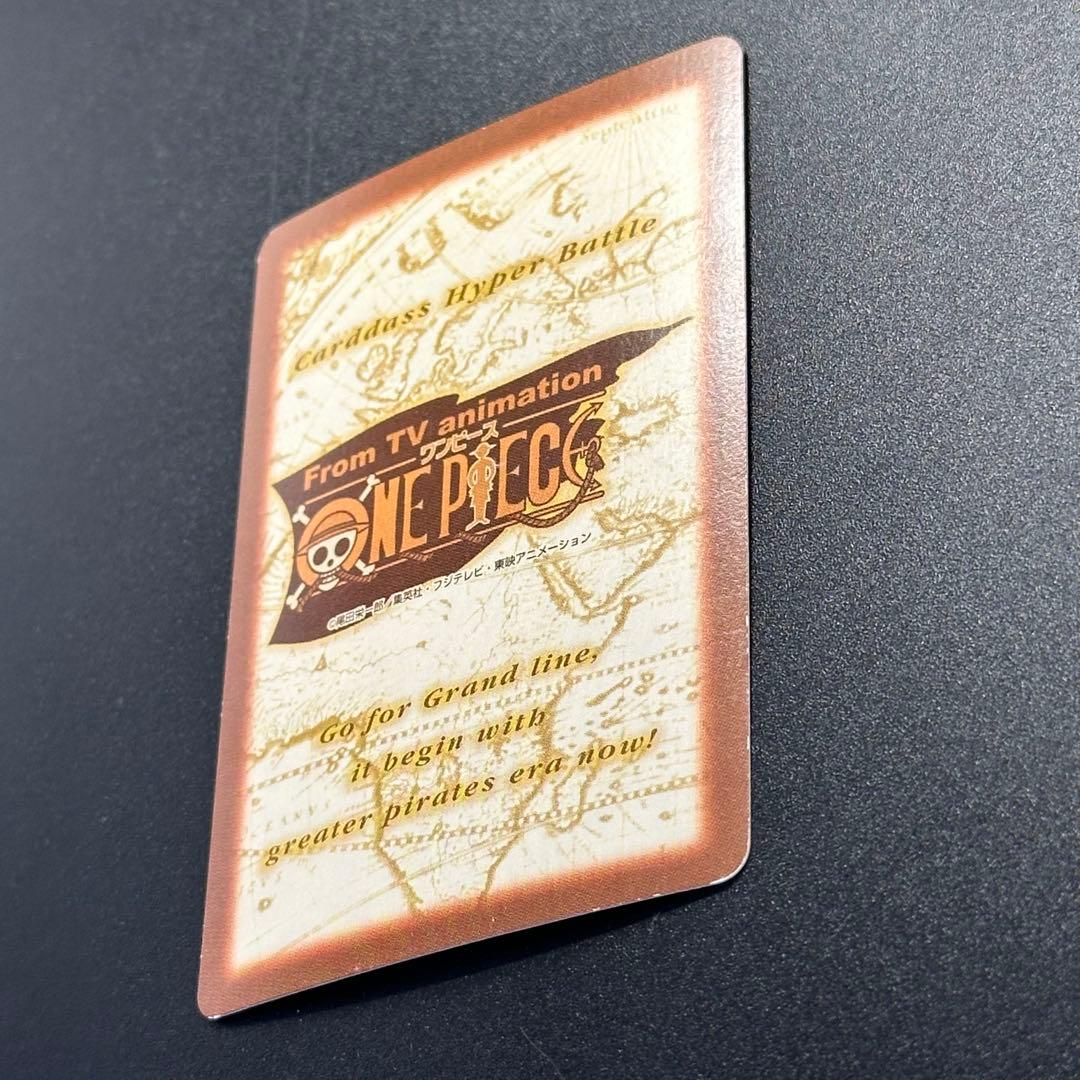 Septentrio
Carddass Hyper Battle
From TV animation
ワンピース
ONE PIECE
©尾田栄一郎／集英社・フジテレビ・東映アニメーション
Go for Grand line,
it begin with
greater pirates era now!